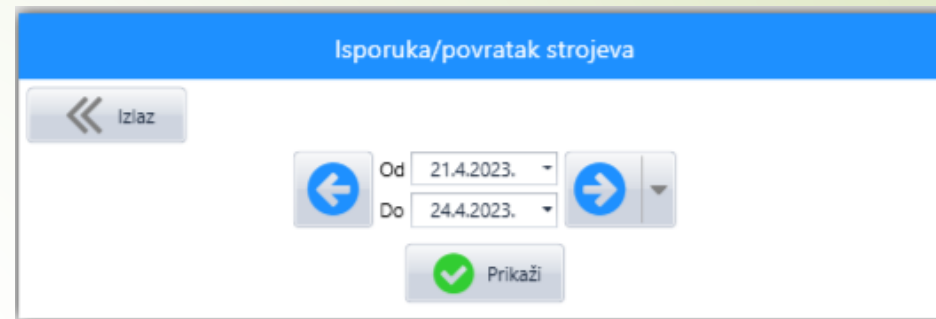 Isporuka/povratak strojeva
Izlaz
Od 21.4.2023.
Do 24.4.2023.
Prikaži